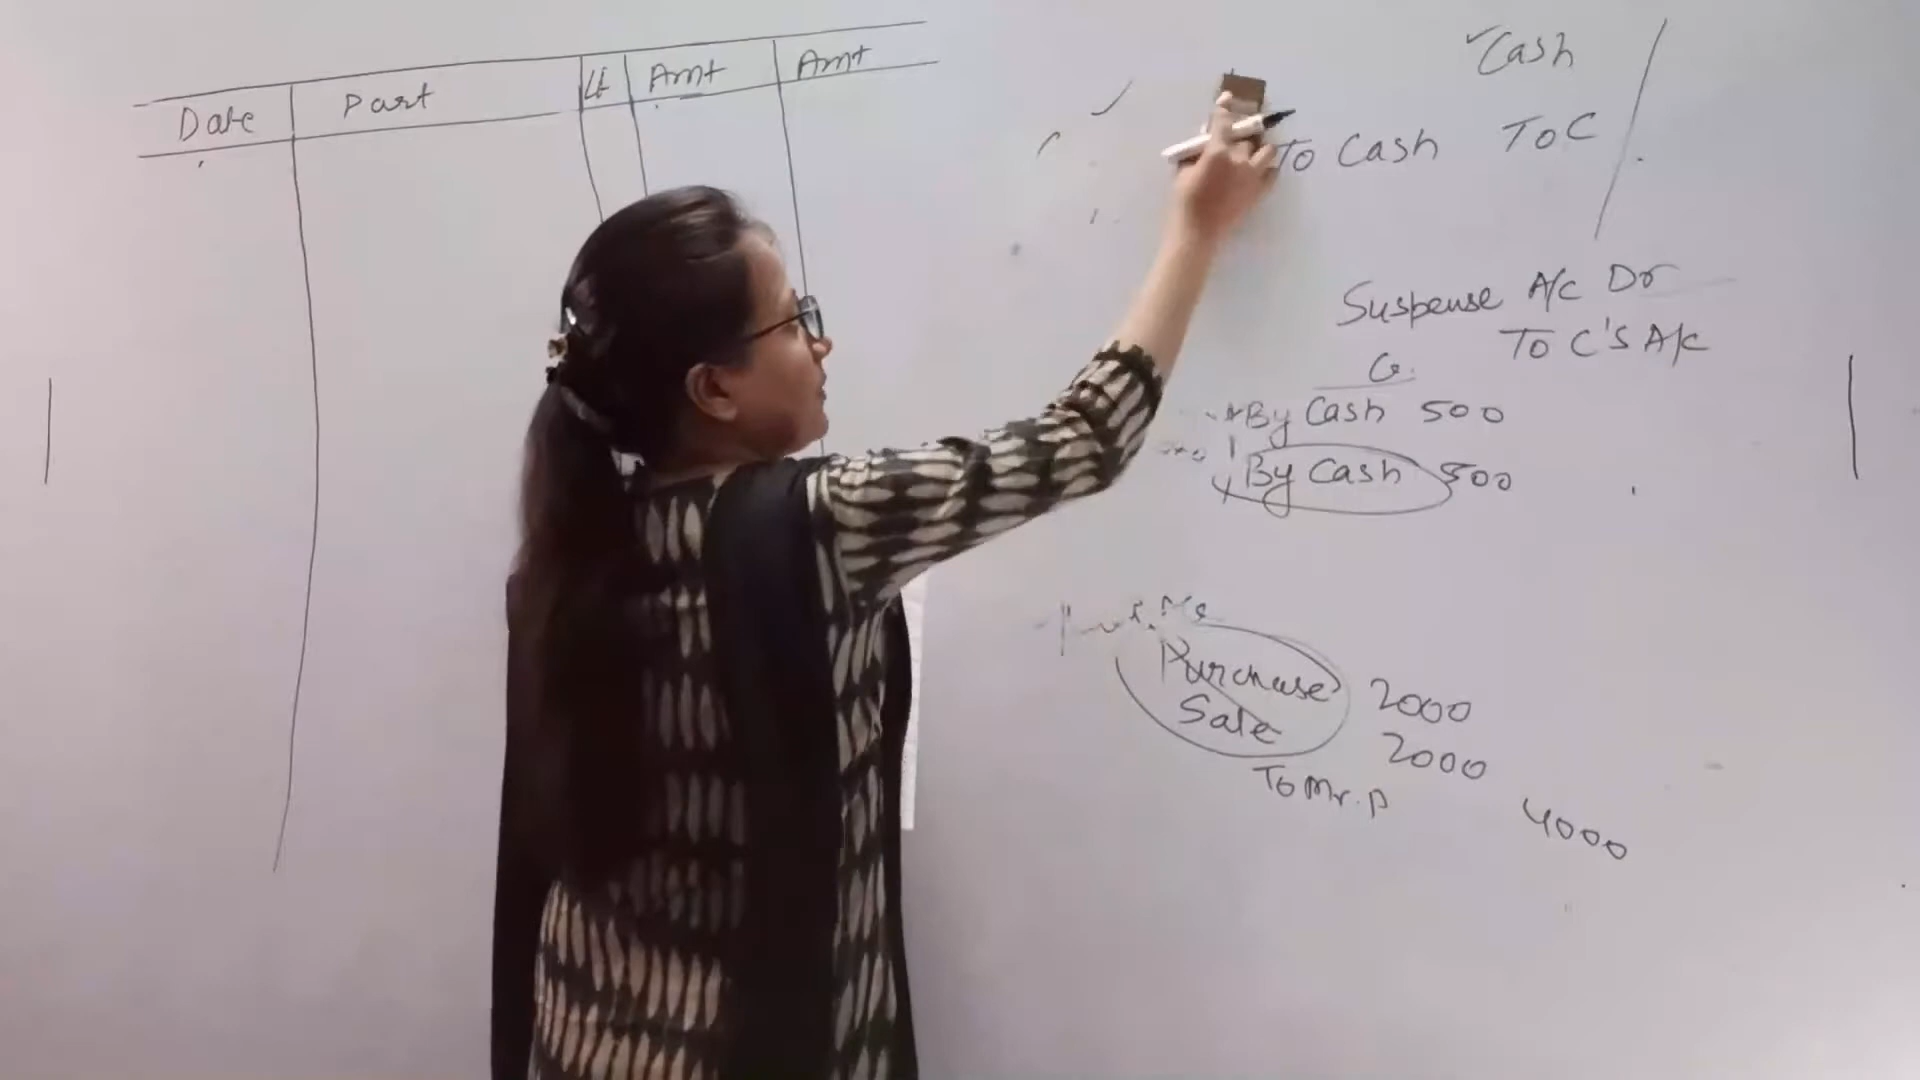 Date Part LF Amt Amt
Cash
To Cash To C
Suspense A/c Dr
To C's A/c
By Cash 500
By Cash 500
Purchase 2000
Sale 2000
To Mr. P
4000